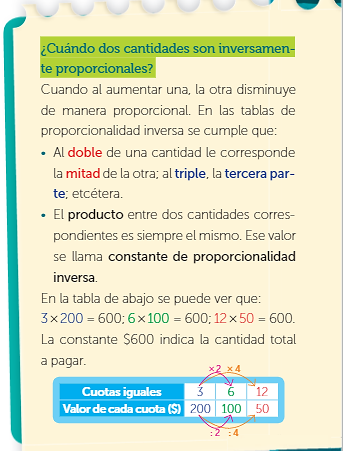 ¿Cuándo dos cantidades son inversamen-
te proporcionales?
Cuando al aumentar una, la otra disminuye
de manera proporcional. En las tablas de
proporcionalidad inversa se cumple que:
• Al doble de una cantidad le corresponde
la mitad de la otra; al triple, la tercera par-
te; etcétera.
• El producto entre dos cantidades corres-
pondientes es siempre el mismo. Ese valor
se llama constante de proporcionalidad
inversa.
En la tabla de abajo se puede ver que:
3 × 200 = 600; 6 × 100 = 600; 12 × 50 = 600.
La constante $600 indica la cantidad total
a pagar.
×2 ×4
Cuotas iguales 3 6 12
Valor de cada cuota ($) 200 100 50
:2 :4